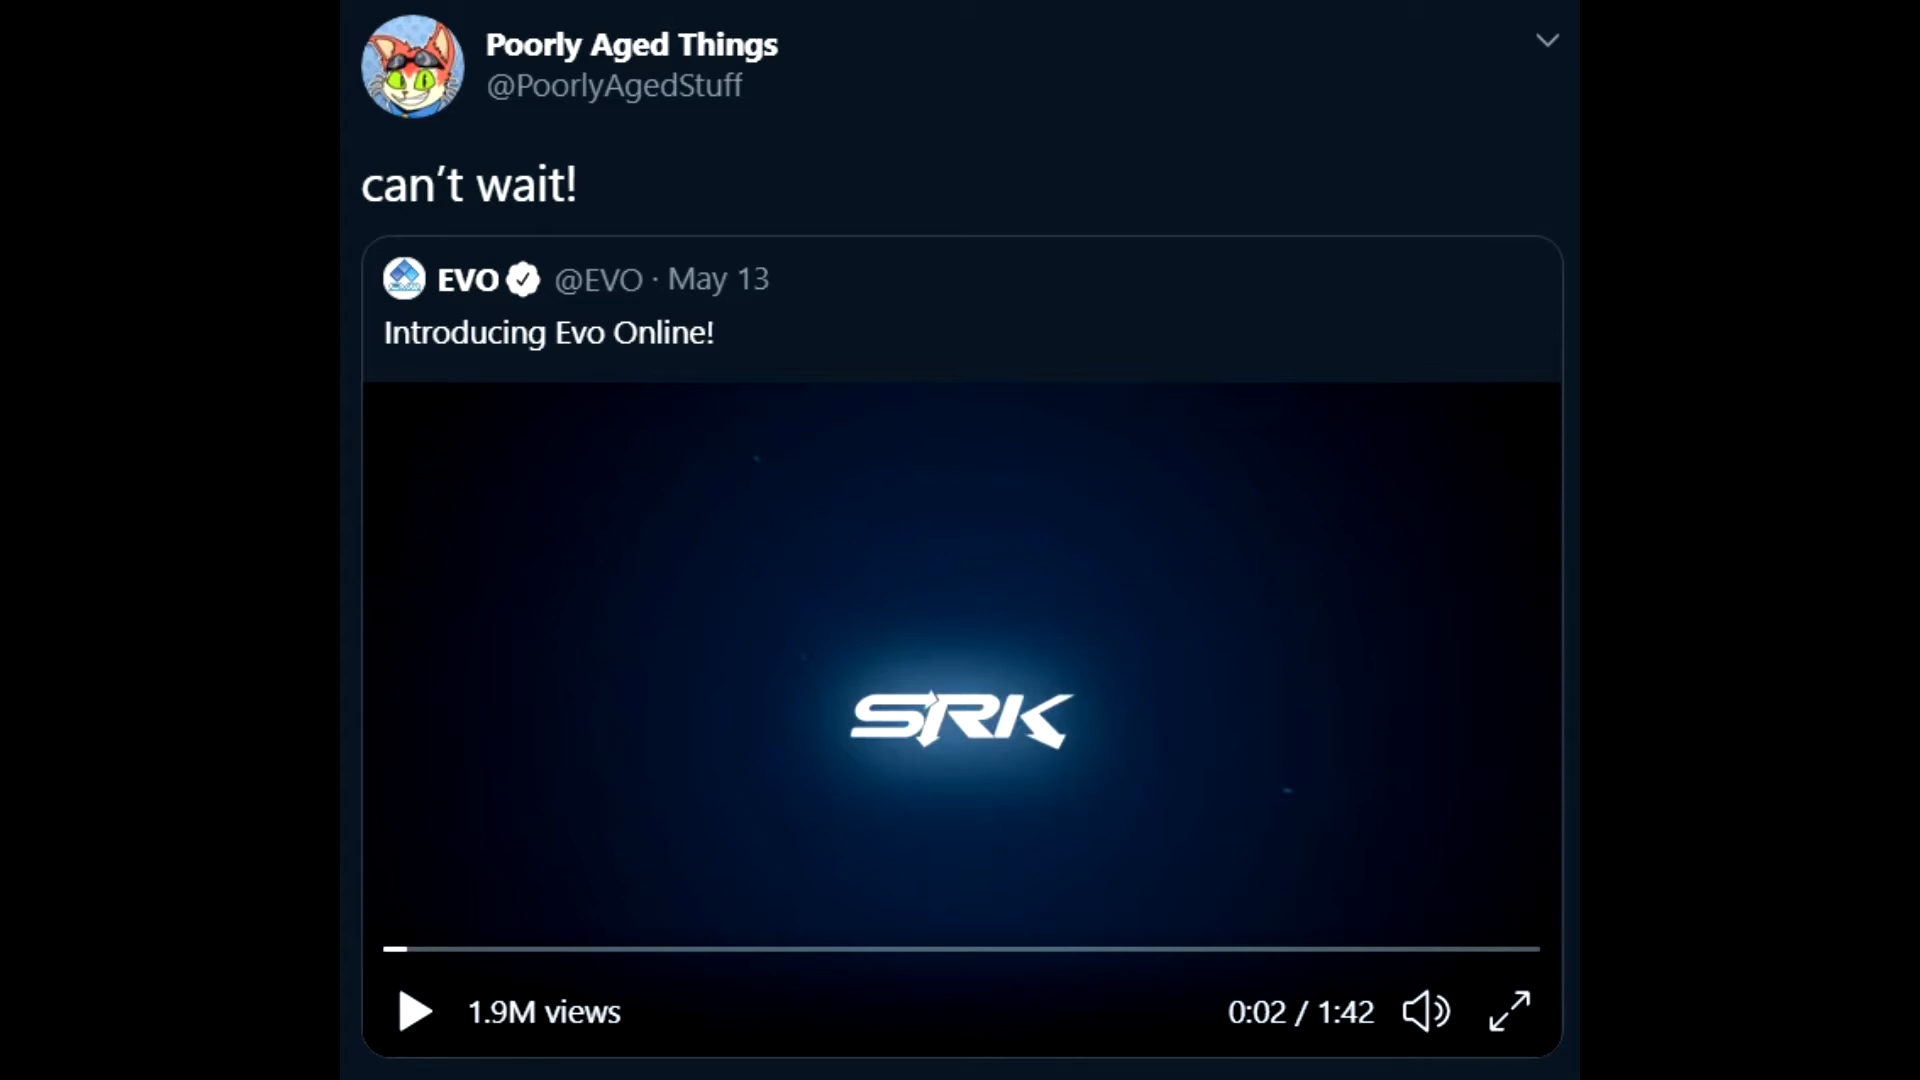 Poorly Aged Things
@PoorlyAgedStuff
can’t wait!
EVO @EVO · May 13
Introducing Evo Online!
SRK
1.9M views
0:02 / 1:42